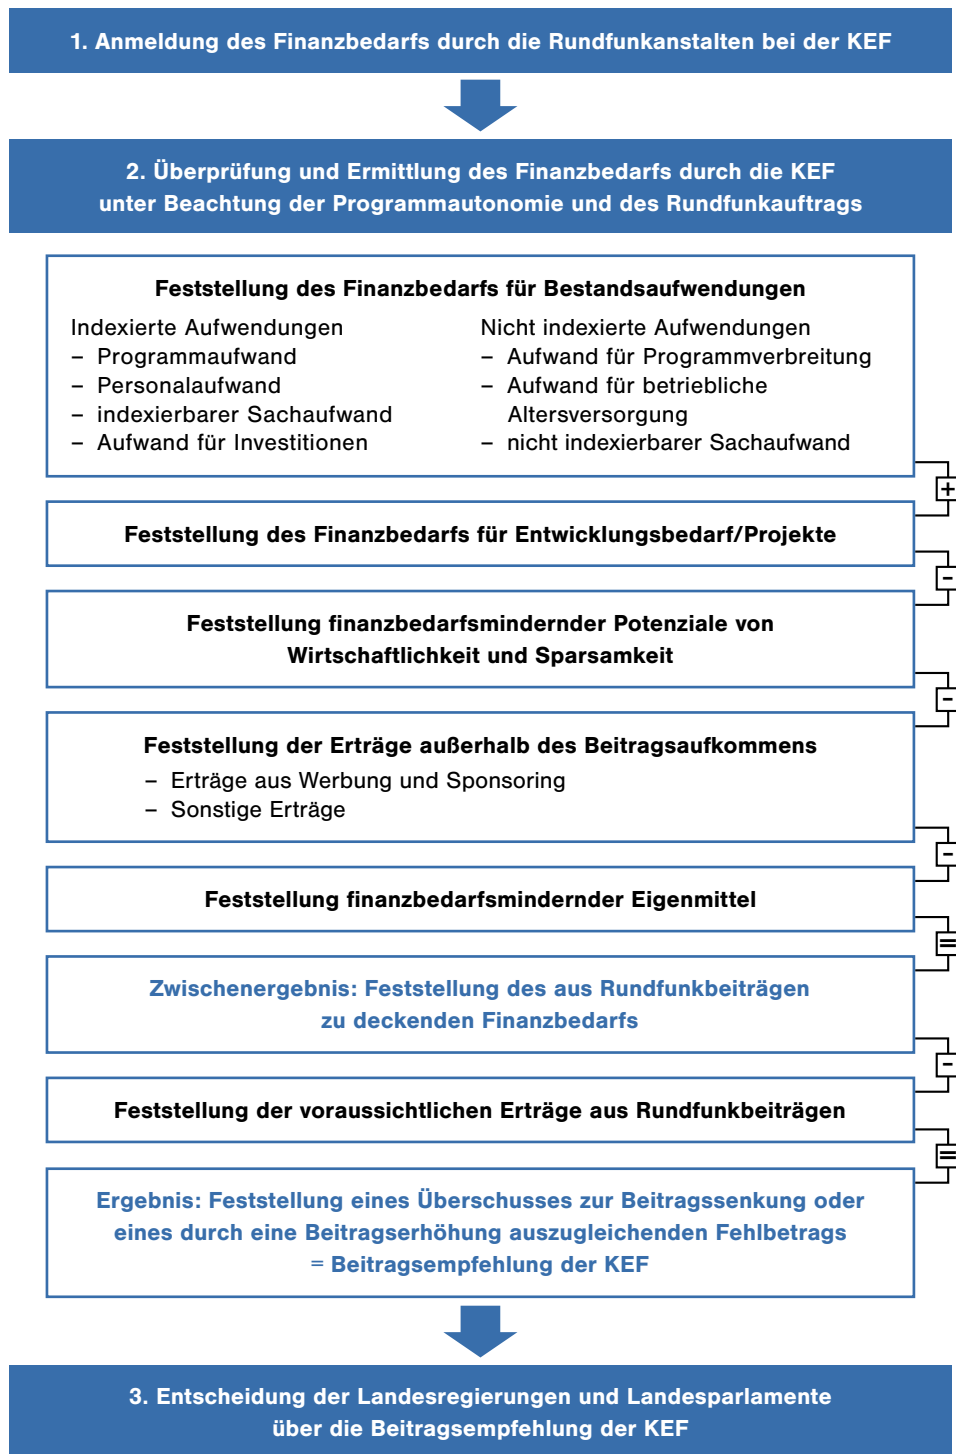 1. Anmeldung des Finanzbedarfs durch die Rundfunkanstalten bei der KEF
2. Überprüfung und Ermittlung des Finanzbedarfs durch die KEF
unter Beachtung der Programmautonomie und des Rundfunkauftrags
Feststellung des Finanzbedarfs für Bestandsaufwendungen
Indexierte Aufwendungen
– Programmaufwand
– Personalaufwand
– indexierbarer Sachaufwand
– Aufwand für Investitionen
Nicht indexierte Aufwendungen
– Aufwand für Programmverbreitung
– Aufwand für betriebliche
Altersversorgung
– nicht indexierbarer Sachaufwand
+
Feststellung des Finanzbedarfs für Entwicklungsbedarf/Projekte
–
Feststellung finanzbedarfsmindernder Potenziale von
Wirtschaftlichkeit und Sparsamkeit
–
Feststellung der Erträge außerhalb des Beitragsaufkommens
– Erträge aus Werbung und Sponsoring
– Sonstige Erträge
–
Feststellung finanzbedarfsmindernder Eigenmittel
=
Zwischenergebnis: Feststellung des aus Rundfunkbeiträgen
zu deckenden Finanzbedarfs
–
Feststellung der voraussichtlichen Erträge aus Rundfunkbeiträgen
=
Ergebnis: Feststellung eines Überschusses zur Beitragssenkung oder
eines durch eine Beitragserhöhung auszugleichenden Fehlbetrags
= Beitragsempfehlung der KEF
3. Entscheidung der Landesregierungen und Landesparlamente
über die Beitragsempfehlung der KEF